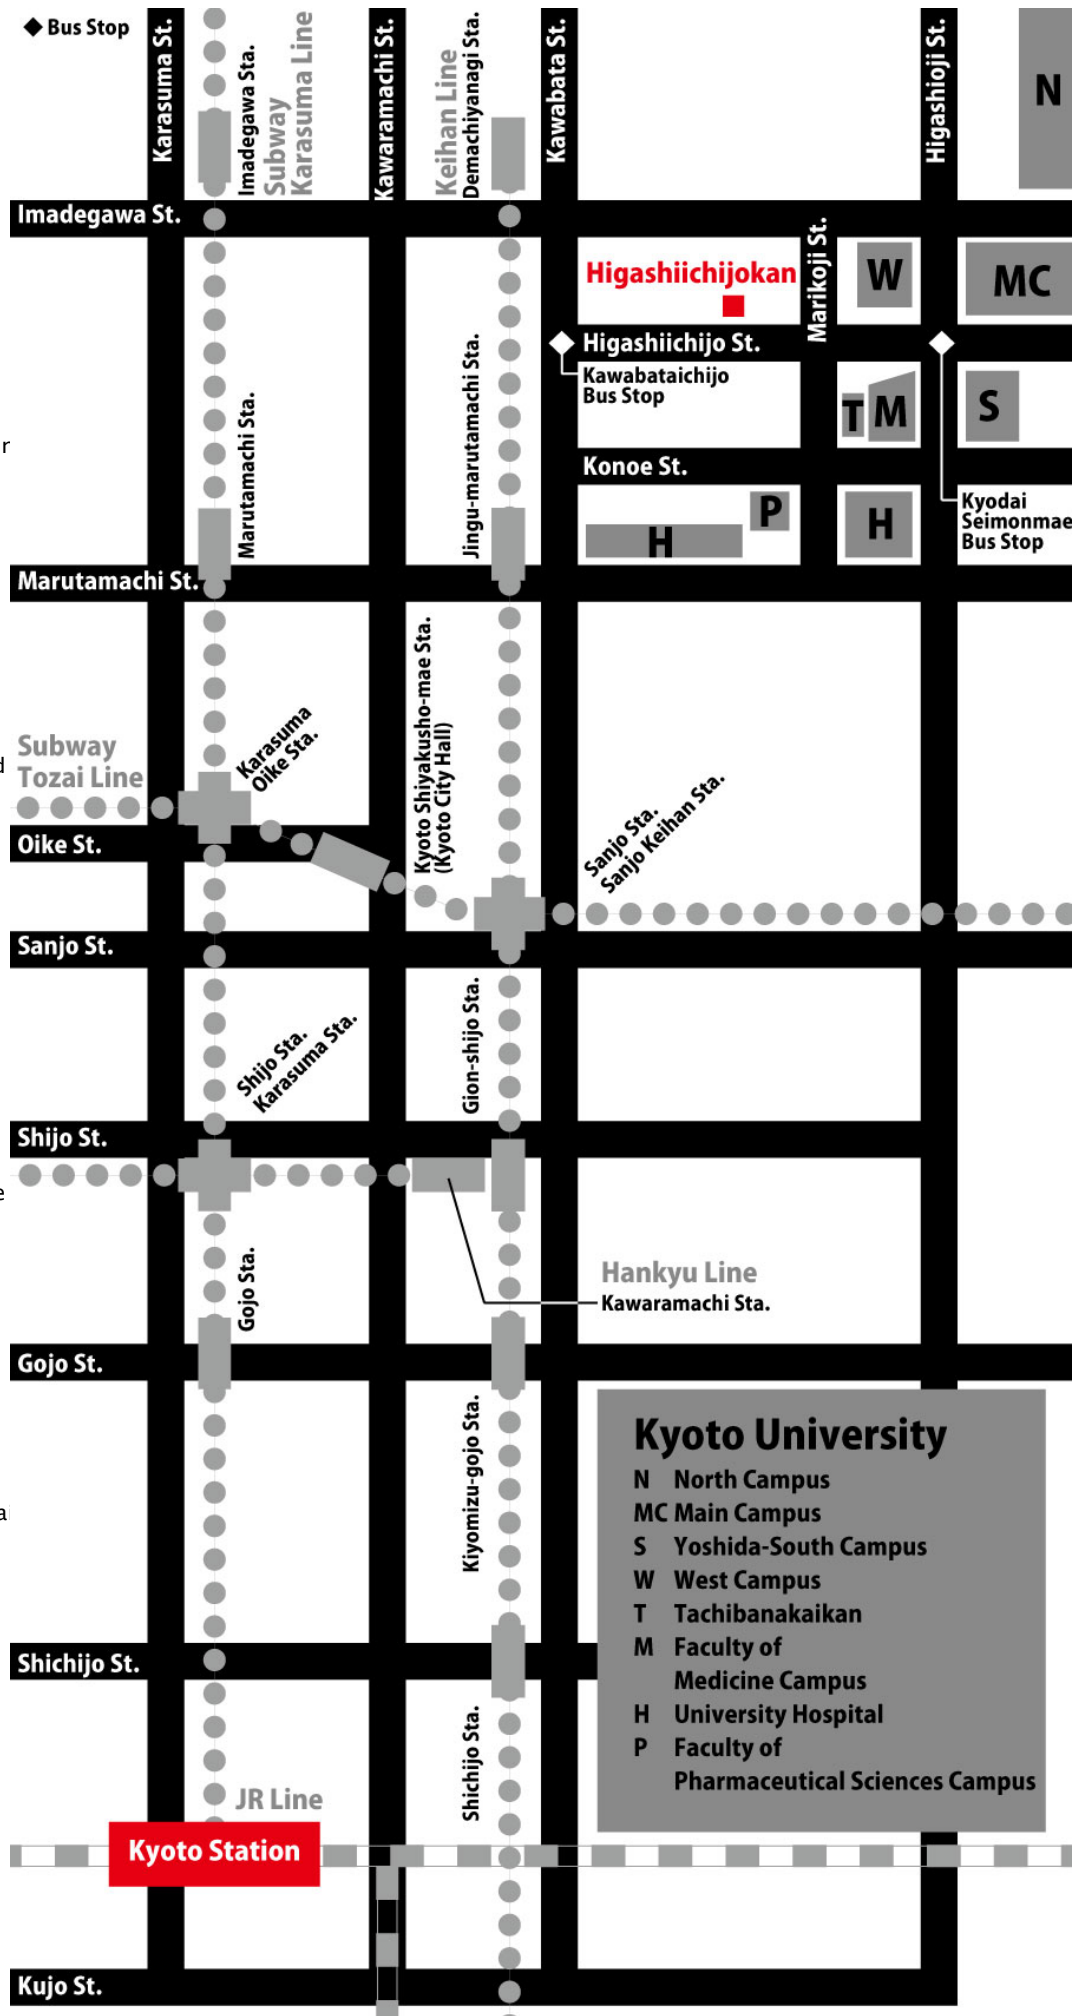 ◆ Bus Stop
Karasuma St.
Imadegawa Sta.
Subway
Karasuma Line
Kawaramachi St.
Keihan Line
Demachiyanagi Sta.
Kawabata St.
Higashioji St.
N
Imadegawa St.
Higashiichijokan
Marikoji St.
W
MC
Higashiichijo St.
Kawabataichijo
Bus Stop
T
M
S
Marutamachi Sta.
Jingu-marutamachi Sta.
r
Konoe St.
P
H
H
Kyodai
Seimonmae
Bus Stop
Marutamachi St.
Kyoto Shiyakusho-mae Sta.
(Kyoto City Hall)
Subway
Tozai Line
d
Karasuma
Oike Sta.
Sanjo Sta.
Sanjo Keihan Sta.
Oike St.
Sanjo St.
Shijo Sta.
Karasuma Sta.
Gion-shijo Sta.
Shijo St.
e
Gojo Sta.
Hankyu Line
Kawaramachi Sta.
Gojo St.
Kiyomizu-gojo Sta.
ai
Kyoto University
N North Campus
MC Main Campus
S Yoshida-South Campus
W West Campus
T Tachibanakaikan
M Faculty of
Medicine Campus
H University Hospital
P Faculty of
Pharmaceutical Sciences Campus
Shichijo St.
Shichijo Sta.
JR Line
Kyoto Station
Kujo St.